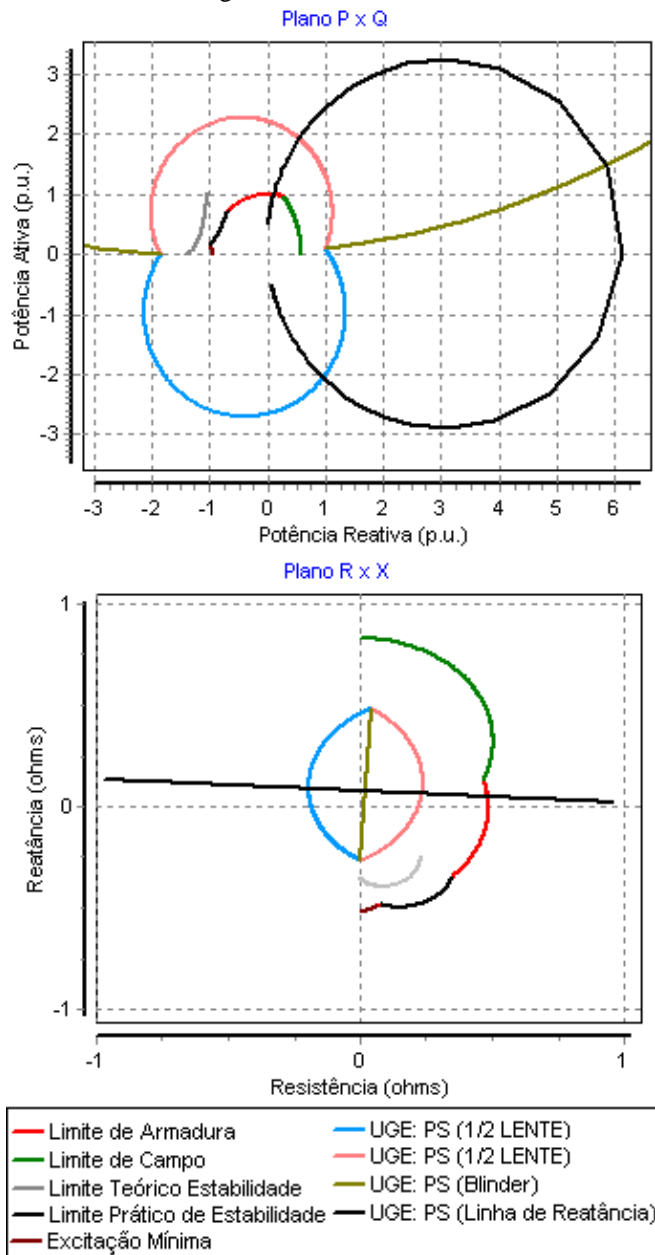 Plano P x Q
Potência Ativa (p.u.)
3
2
1
0
-1
-2
-3
-3 -2 -1 0 1 2 3 4 5 6
Potência Reativa (p.u.)
Plano R x X
Reatância (ohms)
1
0
-1
-1 0 1
Resistência (ohms)
Limite de Armadura
Limite de Campo
Limite Teórico Estabilidade
Limite Prático de Estabilidade
Excitação Mínima
UGE: PS (1/2 LENTE)
UGE: PS (1/2 LENTE)
UGE: PS (Blinder)
UGE: PS (Linha de Reatância)